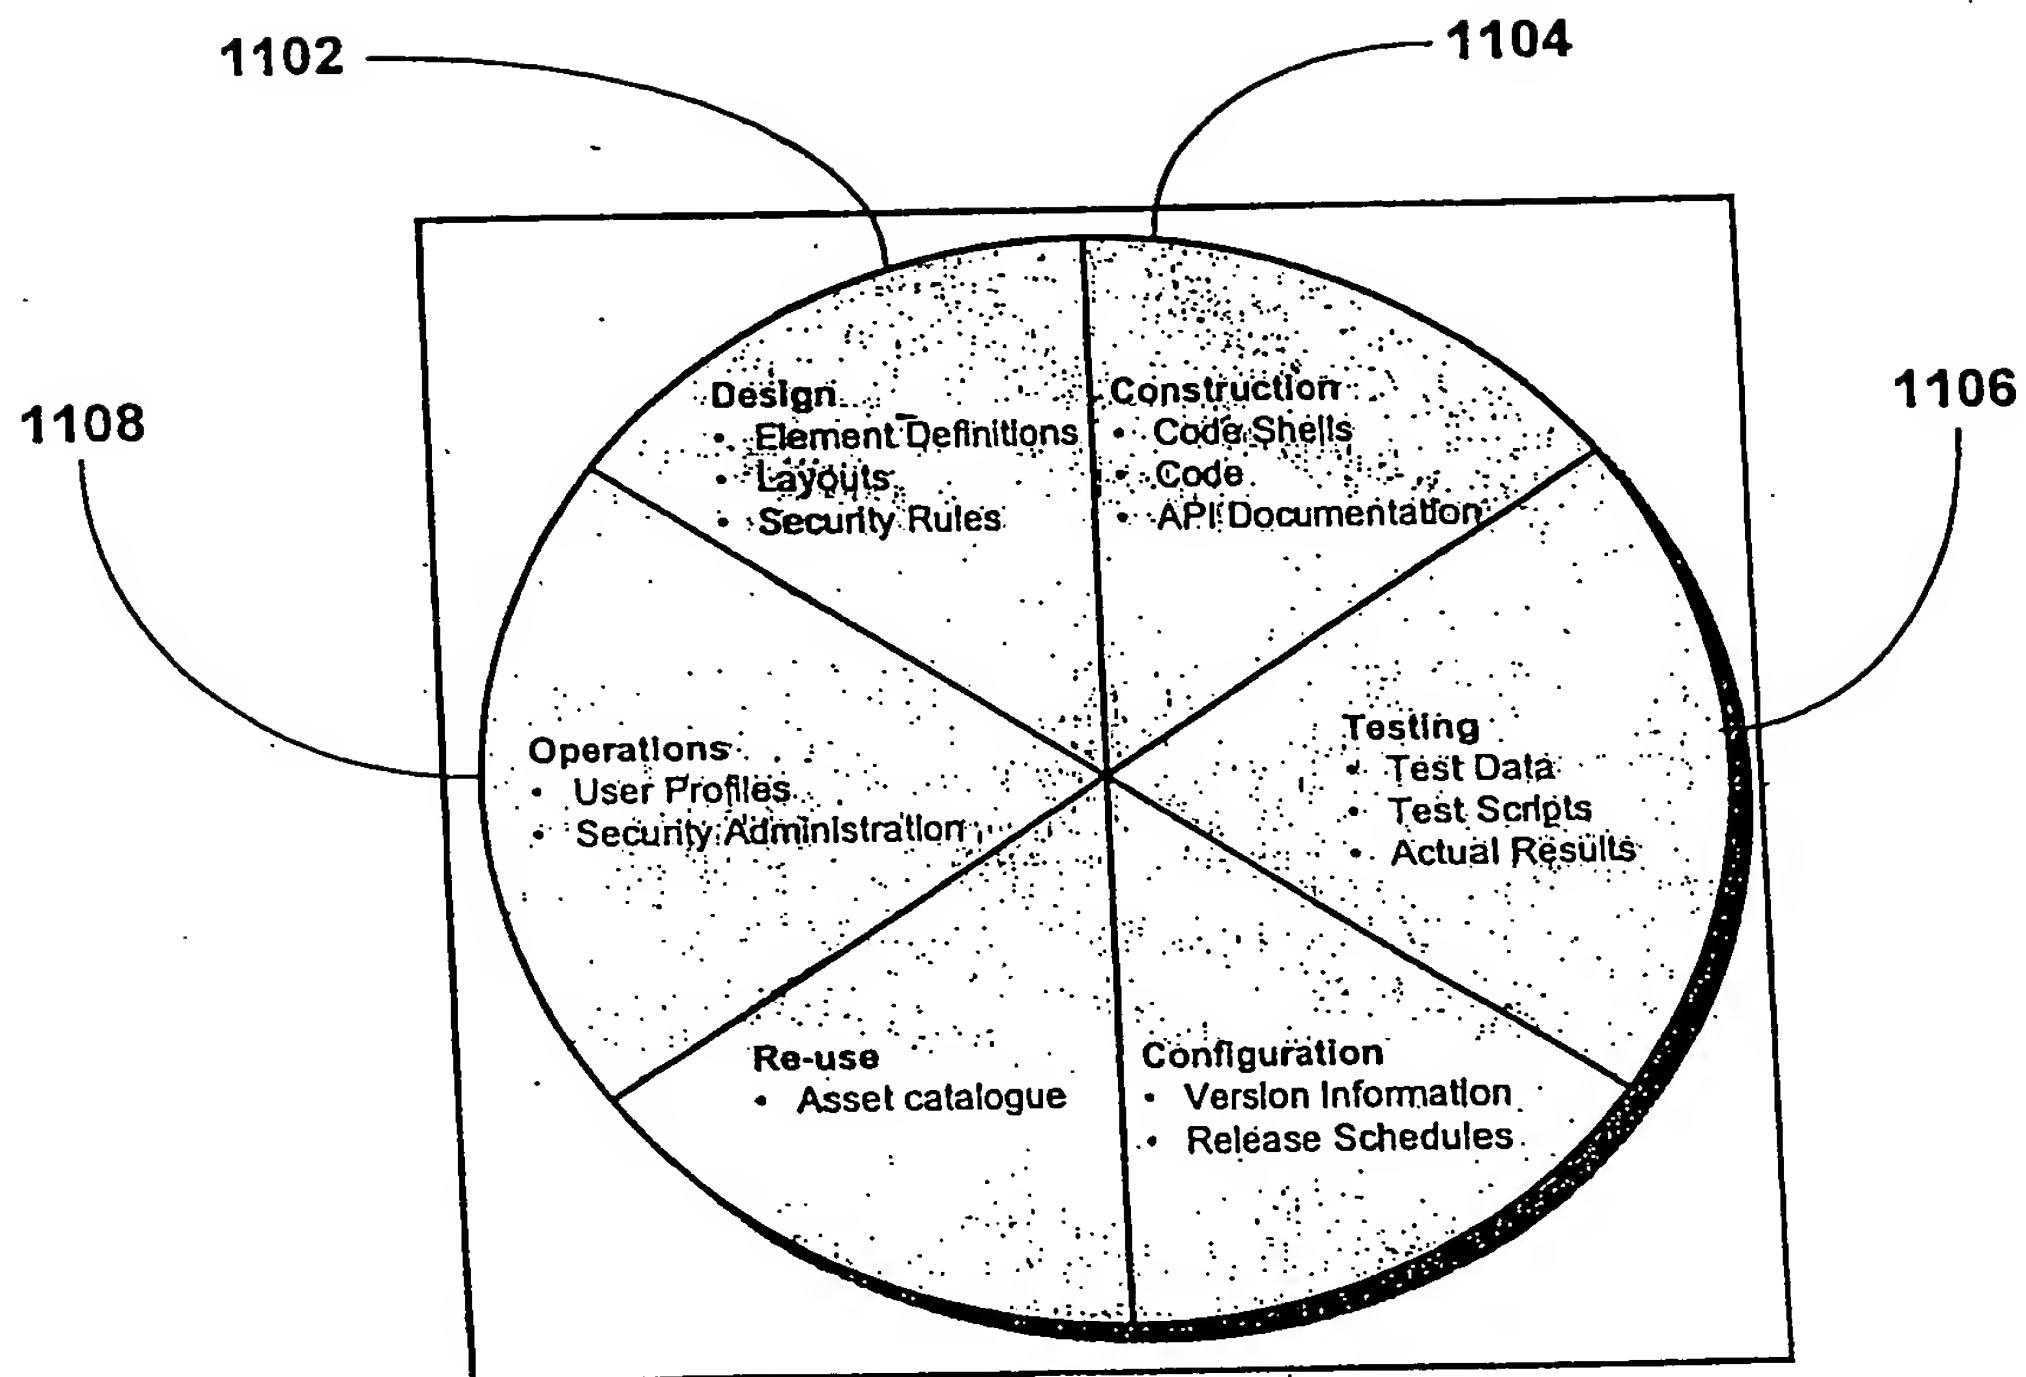 1102
1104
1108
1106
Design
• Element Definitions
• Layouts
• Security Rules
Construction
• Code Shells
• Code
• API Documentation
Operations
• User Profiles
• Security Administration
Testing
• Test Data
• Test Scripts
• Actual Results
Re-use
• Asset catalogue
Configuration
• Version Information
• Release Schedules